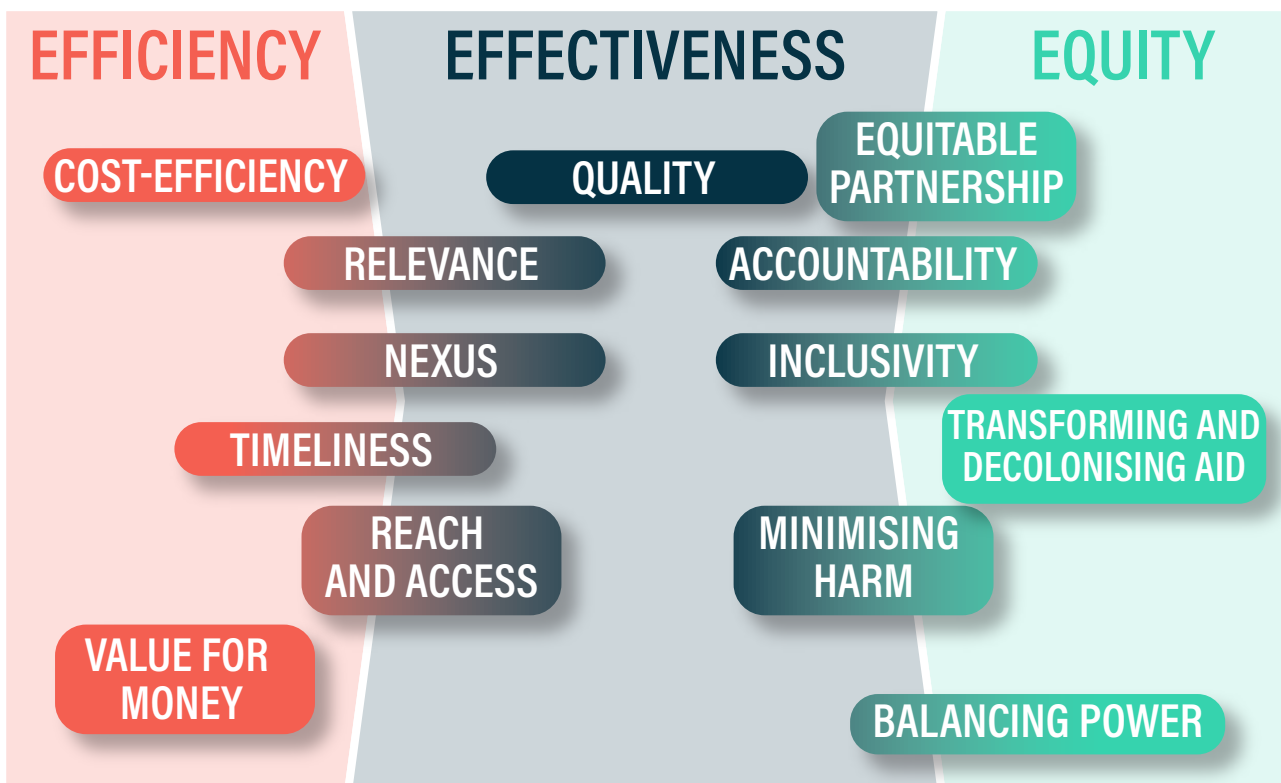 EFFICIENCY
EFFECTIVENESS
EQUITY
COST-EFFICIENCY
QUALITY
EQUITABLE
PARTNERSHIP
RELEVANCE
ACCOUNTABILITY
NEXUS
INCLUSIVITY
TIMELINESS
TRANSFORMING AND
DECOLONISING AID
REACH
AND ACCESS
MINIMISING
HARM
VALUE FOR
MONEY
BALANCING POWER